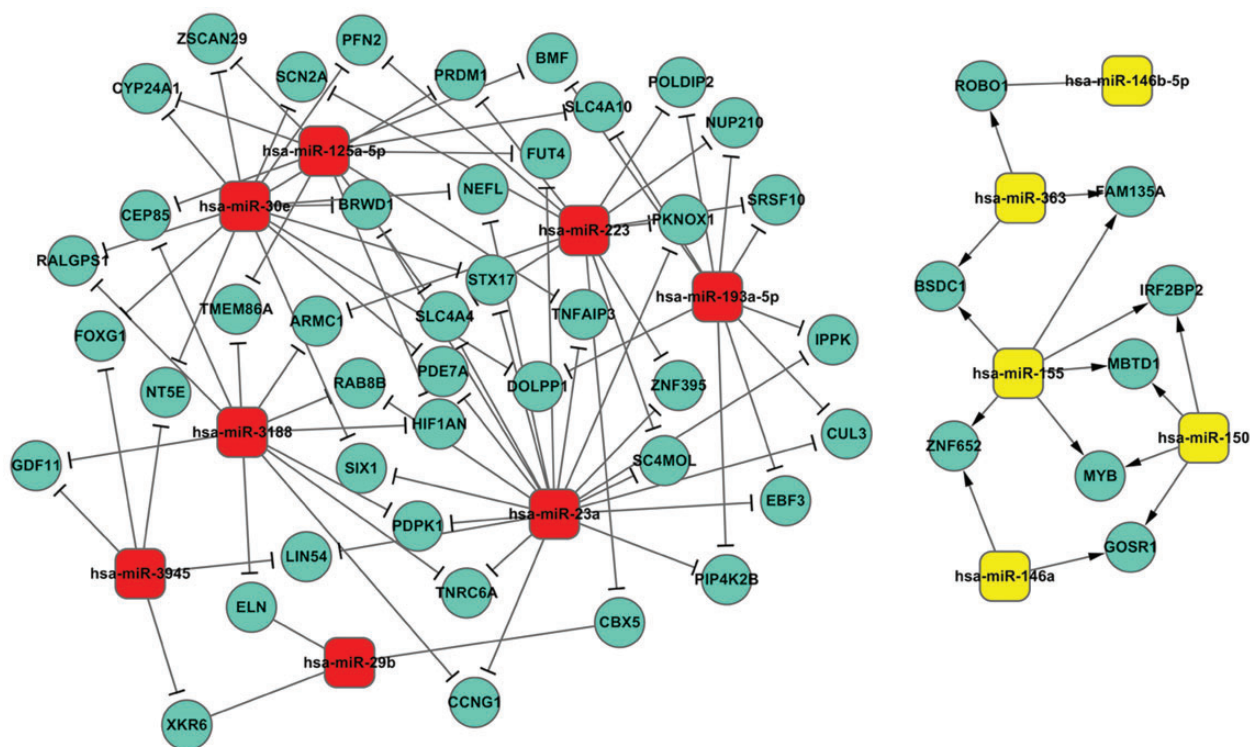 ZSCAN29
PFN2
SCN2A
CYP24A1
PRDM1
BMF
POLDIP2
SLC4A10
NUP210
hsa-miR-125a-5p
FUT4
NEFL
BRWD1
hsa-miR-30e
CEP85
SRSF10
PKNOX1
hsa-miR-223
RALGPS1
STX17
hsa-miR-193a-5p
TMEM86A
ARMC1
SLC4A4
TNFAIP3
FOXG1
IPPK
PDE7A
DOLPP1
ZNF395
NT5E
RAB8B
hsa-miR-3188
HIF1AN
CUL3
GDF11
SIX1
SC4MOL
EBF3
PDPK1
hsa-miR-23a
LIN54
hsa-miR-3945
PIP4K2B
TNRC6A
ELN
CBX5
hsa-miR-29b
CCNG1
XKR6
hsa-miR-146b-5p
ROBO1
hsa-miR-363
FAM135A
BSDC1
IRF2BP2
hsa-miR-155
MBTD1
hsa-miR-150
ZNF652
MYB
GOSR1
hsa-miR-146a